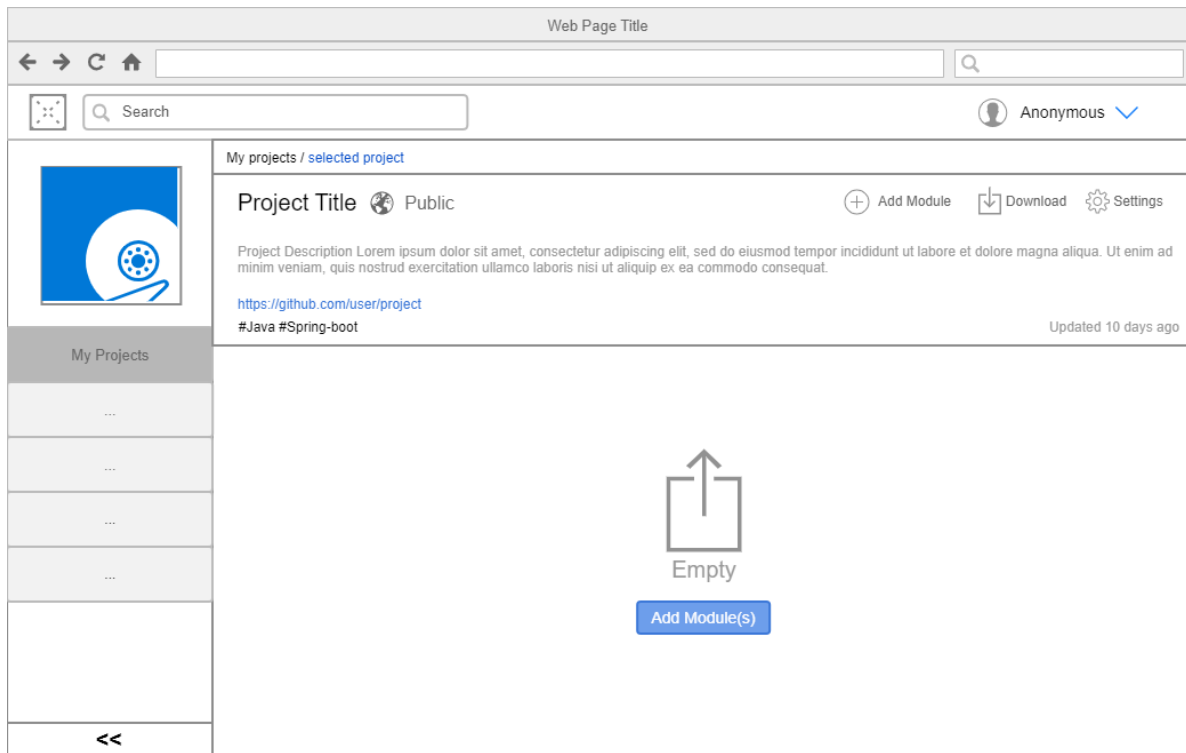 Web Page Title
Search
Anonymous
My projects / selected project
Project Title Public
Add Module
Download
Settings
Project Description Lorem ipsum dolor sit amet, consectetur adipiscing elit, sed do eiusmod tempor incididunt ut labore et dolore magna aliqua. Ut enim ad
minim veniam, quis nostrud exercitation ullamco laboris nisi ut aliquip ex ea commodo consequat.
https://github.com/user/project
#Java #Spring-boot
Updated 10 days ago
My Projects
...
...
...
...
Empty
Add Module(s)
<<